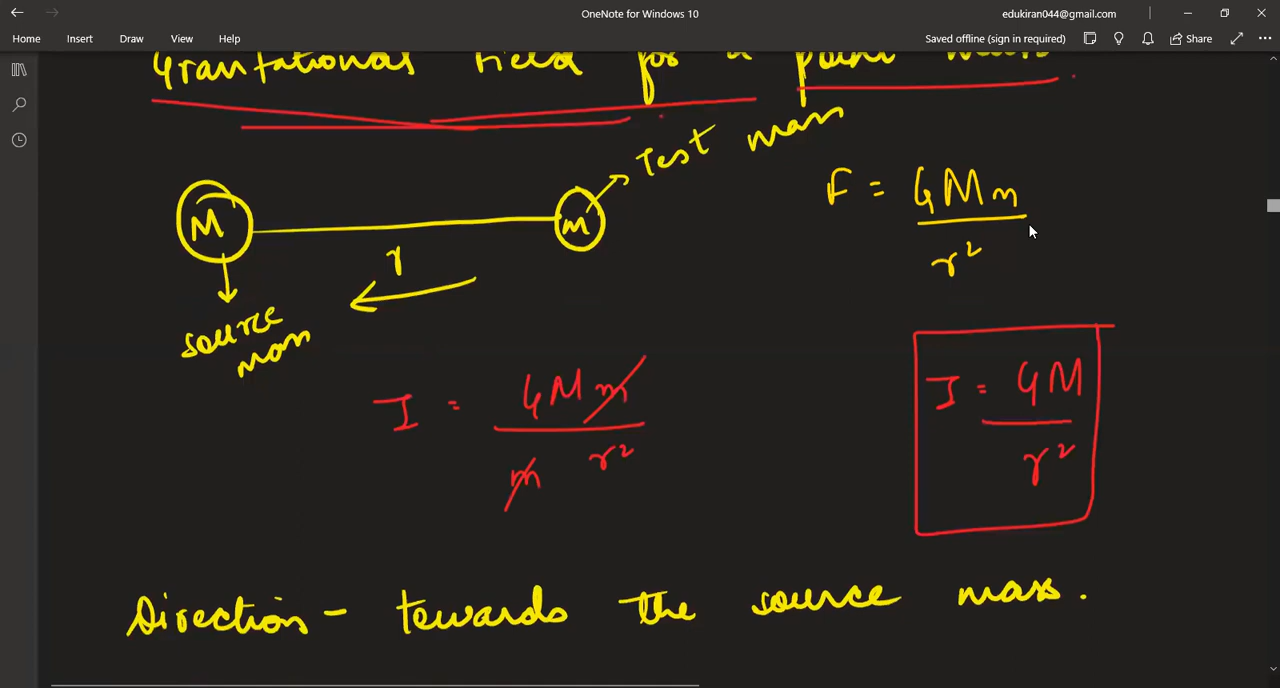 OneNote for Windows 10
edukiran044@gmail.com
Home Insert Draw View Help
Saved offline (sign in required)
Share
Gravitational field for a point mass.
Test mass
M
m
r
source
mass
F = GMm
r²
I = GMm
m r²
I = GM
r²
Direction - towards the source mass.